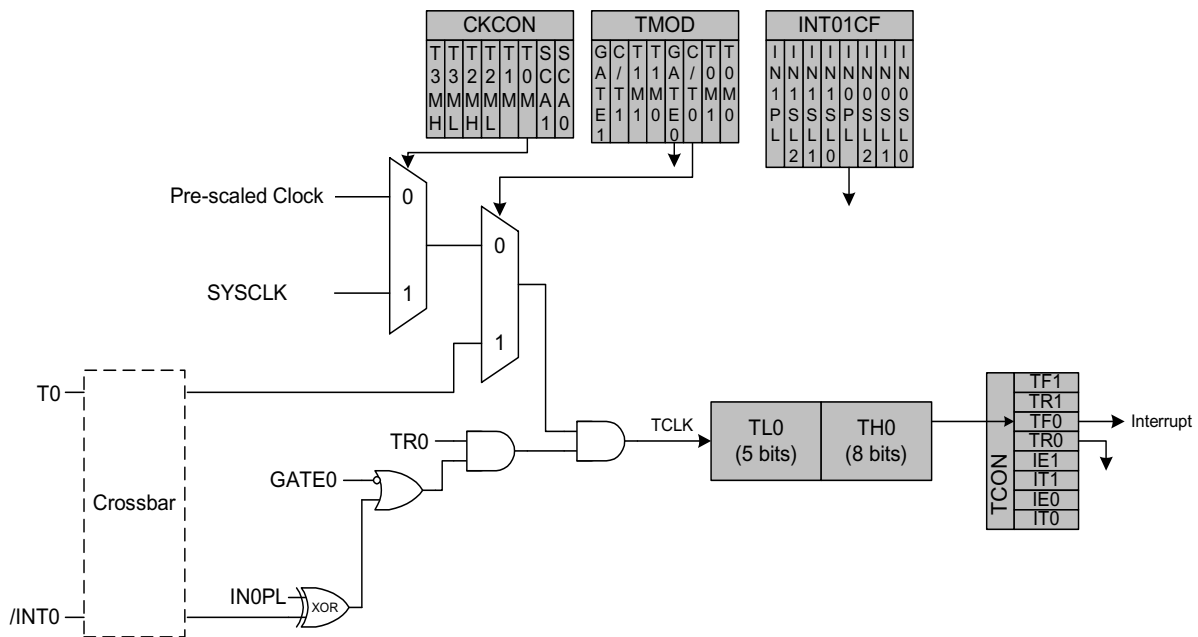 CKCON
T3MH
T3ML
T2MH
T2ML
T1M
T0M
SCA1
SCA0
TMOD
GATE1
C/T1
T1M1
T1M0
GATE0
C/T0
T0M1
T0M0
INT01CF
IN1PL
IN1SL2
IN1SL1
IN1SL0
IN0PL
IN0SL2
IN0SL1
IN0SL0
Pre-scaled Clock
0
SYSCLK
1
0
1
T0
Crossbar
/INT0
TR0
GATE0
IN0PL
XOR
TCLK
TL0
(5 bits)
TH0
(8 bits)
TCON
TF1
TR1
TF0
TR0
IE1
IT1
IE0
IT0
Interrupt